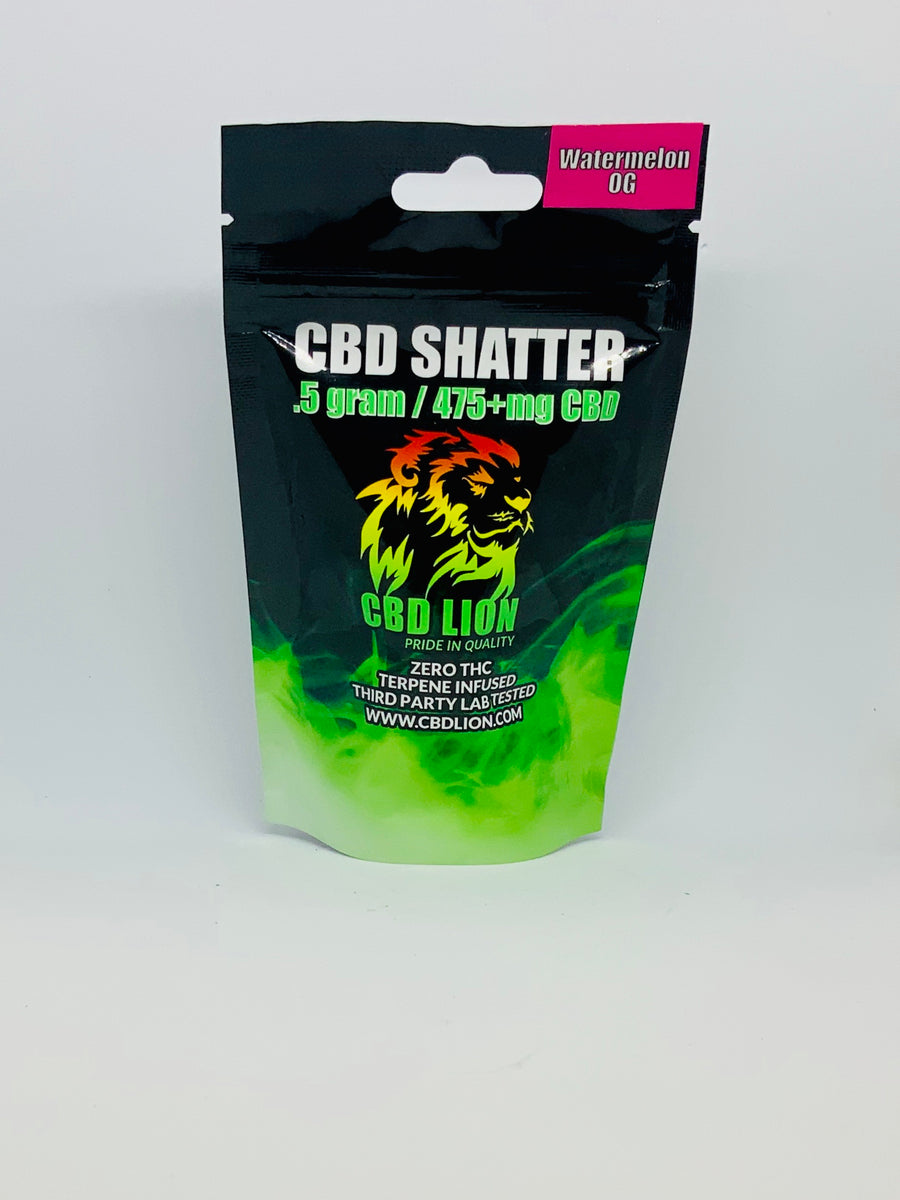 Watermelon
OG
CBD SHATTER
.5 gram / 475+mg CBD
CBD LION
PRIDE IN QUALITY
ZERO THC
TERPENE INFUSED
THIRD PARTY LAB TESTED
WWW.CBDLION.COM